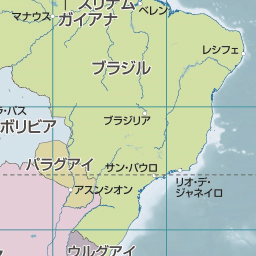 スリナム
ベレン
マナウス
ガイアナ
レシフェ
ブラジル
ラ・パス
ブラジリア
ボリビア
パラグアイ
サン・パウロ
アスンシオン
リオ・デ・
ジャネイロ
ウルグアイ